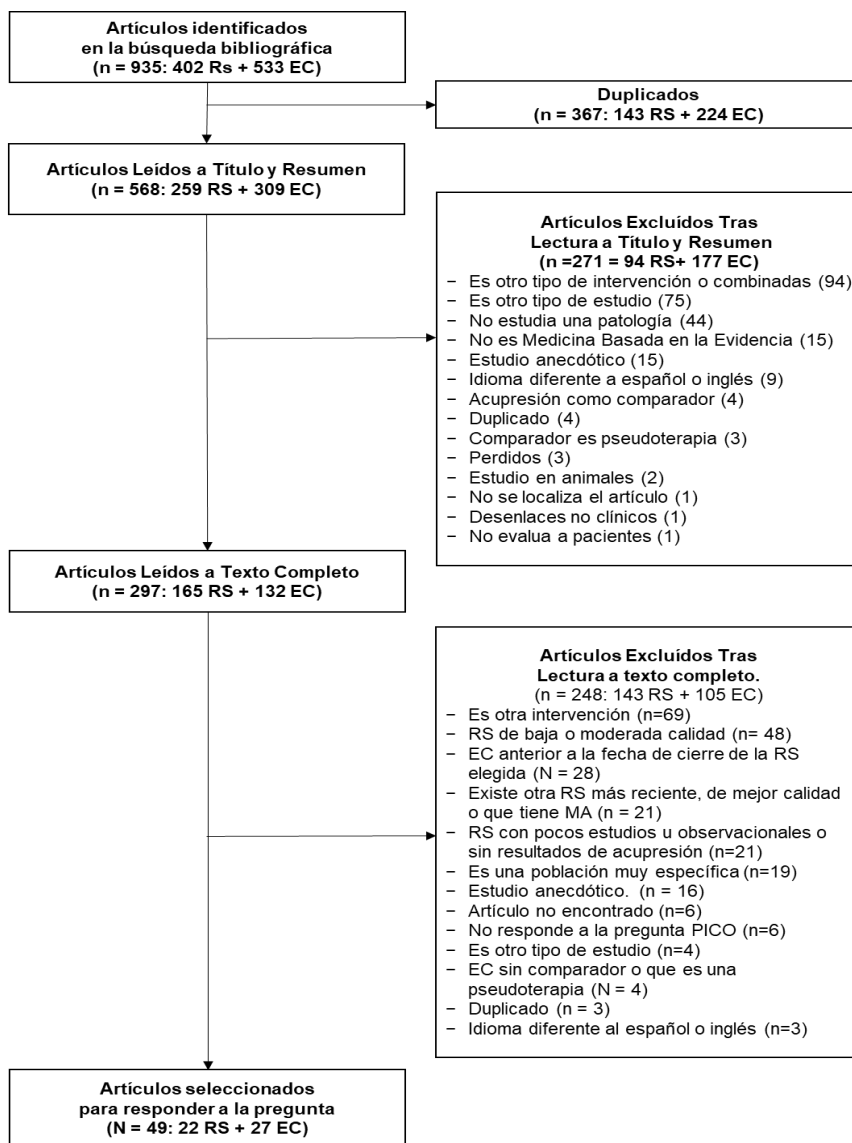 Artículos identificados
en la búsqueda bibliográfica
(n = 935: 402 Rs + 533 EC)
Duplicados
(n = 367: 143 RS + 224 EC)
Artículos Leídos a Título y Resumen
(n = 568: 259 RS + 309 EC)
Artículos Excluídos Tras
Lectura a Título y Resumen
(n =271 = 94 RS+ 177 EC)
− Es otro tipo de intervención o combinadas (94)
− Es otro tipo de estudio (75)
− No estudia una patología (44)
− No es Medicina Basada en la Evidencia (15)
− Estudio anecdótico (15)
− Idioma diferente a español o inglés (9)
− Acupresión como comparador (4)
− Duplicado (4)
− Comparador es pseudoterapia (3)
− Perdidos (3)
− Estudio en animales (2)
− No se localiza el artículo (1)
− Desenlaces no clínicos (1)
− No evalua a pacientes (1)
Artículos Leídos a Texto Completo
(n = 297: 165 RS + 132 EC)
Artículos Excluídos Tras
Lectura a texto completo.
(n = 248: 143 RS + 105 EC)
− Es otra intervención (n=69)
− RS de baja o moderada calidad (n= 48)
− EC anterior a la fecha de cierre de la RS
elegida (N = 28)
− Existe otra RS más reciente, de mejor calidad
o que tiene MA (n = 21)
− RS con pocos estudios u observacionales o
sin resultados de acupresión (n=21)
− Es una población muy específica (n=19)
− Estudio anecdótico. (n = 16)
− Artículo no encontrado (n=6)
− No responde a la pregunta PICO (n=6)
− Es otro tipo de estudio (n=4)
− EC sin comparador o que es una
pseudoterapia (N = 4)
− Duplicado (n = 3)
− Idioma diferente al español o inglés (n=3)
Artículos seleccionados
para responder a la pregunta
(N = 49: 22 RS + 27 EC)